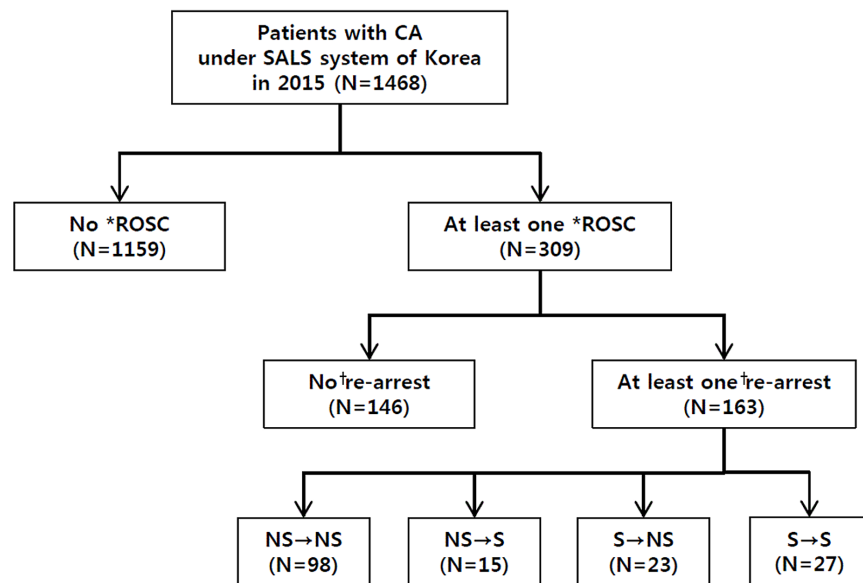 Patients with CA
under SALS system of Korea
in 2015 (N=1468)
No *ROSC
(N=1159)
At least one *ROSC
(N=309)
No†re-arrest
(N=146)
At least one†re-arrest
(N=163)
NS→NS
(N=98)
NS→S
(N=15)
S→NS
(N=23)
S→S
(N=27)